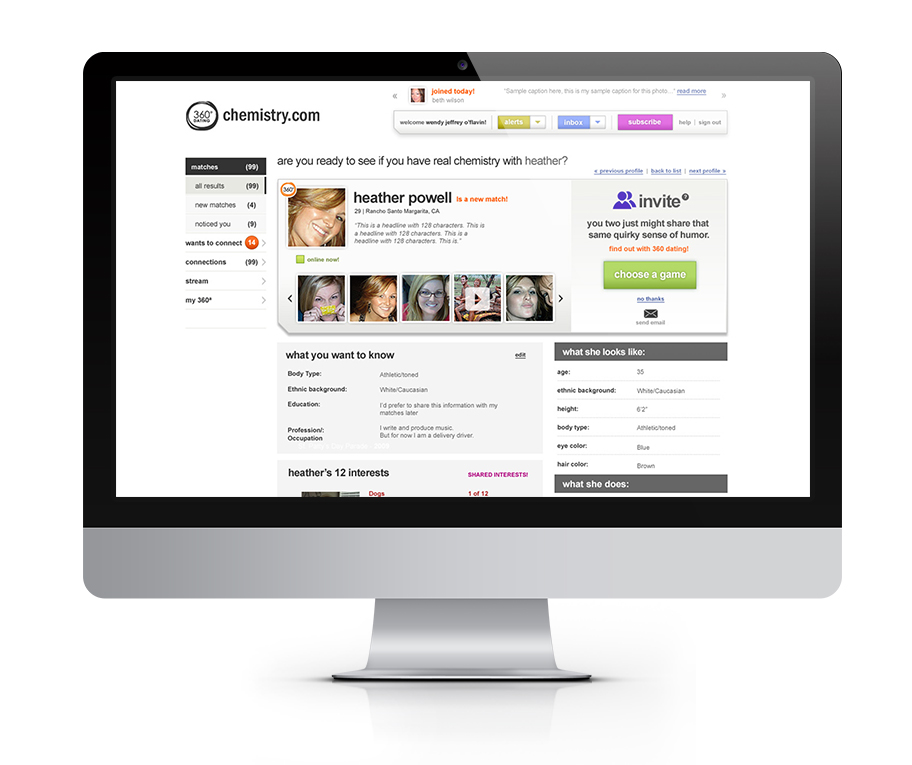 joined today!
beth wilson
"Sample caption here, this is my sample caption for this photo..." read more
360°
DATING
chemistry.com
welcome wendy jeffrey o'flavin! alerts inbox subscribe help | sign out
matches (99)
all results (99)
new matches (4)
noticed you (9)
wants to connect 14
connections (99)
stream
my 360°
are you ready to see if you have real chemistry with heather?
« previous profile | back to list | next profile »
360°
heather powell is a new match!
29 | Rancho Santo Margarita, CA
"This is a headline with 128 characters. This is
a headline with 128 characters. This is a
headline with 128 characters. This is."
online now!
invite?
you two just might share that
same quirky sense of humor.
find out with 360 dating!
choose a game
no thanks
send email
what you want to know edit
Body Type: Athletic/toned
Ethnic background: White/Caucasian
Education: I'd prefer to share this information with my
matches later
Profession/: I write and produce music.
Occupation But for now I am a delivery driver.
what she looks like:
age: 35
ethnic background: White/Caucasian
height: 6'2"
body type: Athletic/toned
eye color: Blue
hair color: Brown
what she does:
heather's 12 interests SHARED INTERESTS!
Dogs 1 of 12